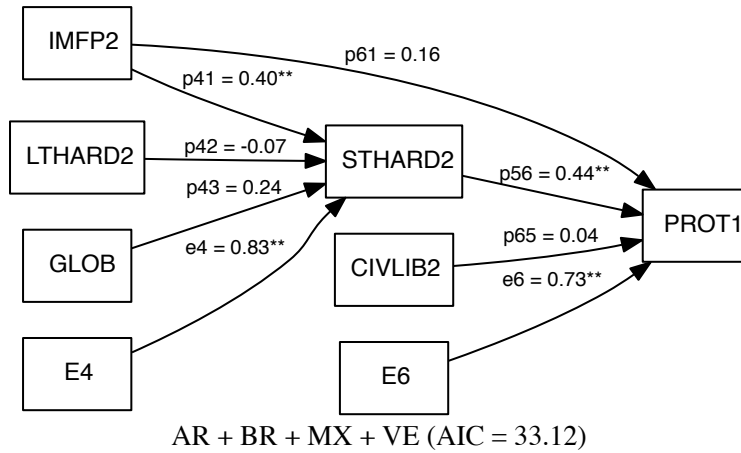 IMFP2
p61 = 0.16
p41 = 0.40**
LTHARD2
p42 = -0.07
STHARD2
p43 = 0.24
p56 = 0.44**
PROT1
GLOB
e4 = 0.83**
p65 = 0.04
CIVLIB2
e6 = 0.73**
E4
E6
AR + BR + MX + VE (AIC = 33.12)